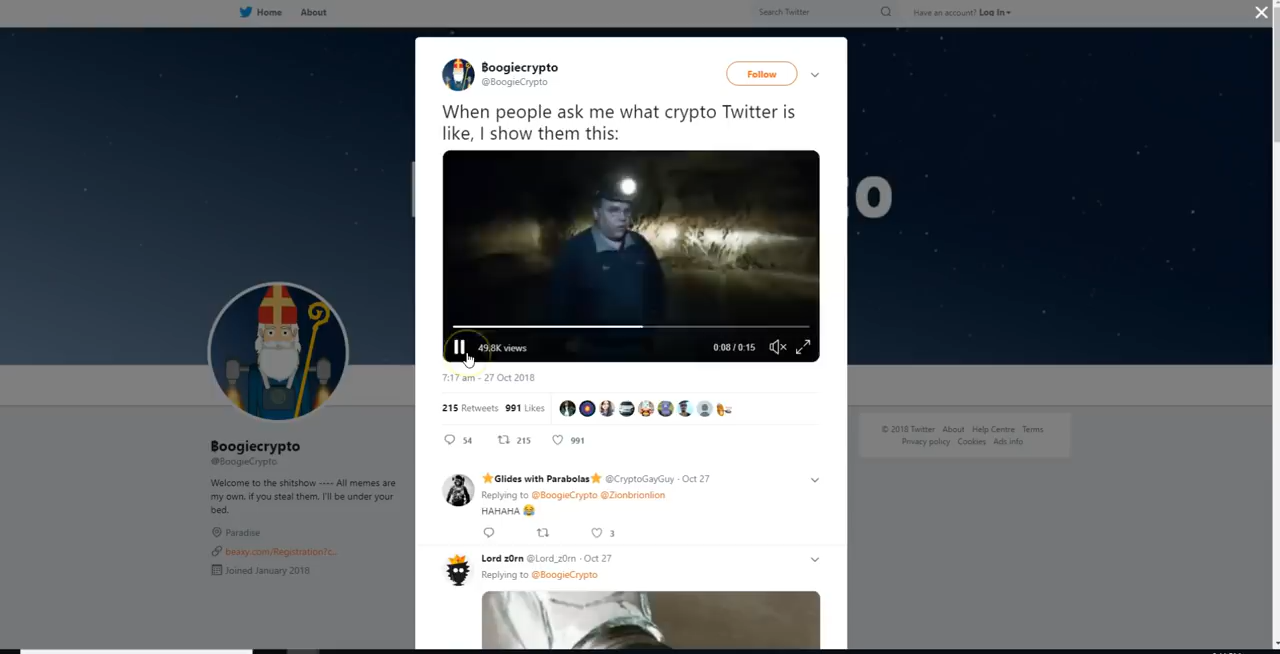 Home About
Search Twitter
Have an account? Log in
Boogiecrypto
@BoogieCrypto
Follow
When people ask me what crypto Twitter is
like, I show them this:
49.8K views
0:08 / 0:15
7:17 am - 27 Oct 2018
215 Retweets 991 Likes
54 215 991
Glides with Parabolas @CryptoGayGuy · Oct 27
Replying to @BoogieCrypto @Zionbrionlion
HAHAHA 😂
3
Lord z0rn @Lord_z0rn · Oct 27
Replying to @BoogieCrypto
Boogiecrypto
@BoogieCrypto
Welcome to the shitshow ---- All memes are
my own. if you steal them. I'll be under your
bed.
Paradise
beaxy.com/Registration?c...
Joined January 2018
© 2018 Twitter About Help Centre Terms
Privacy policy Cookies Ads info